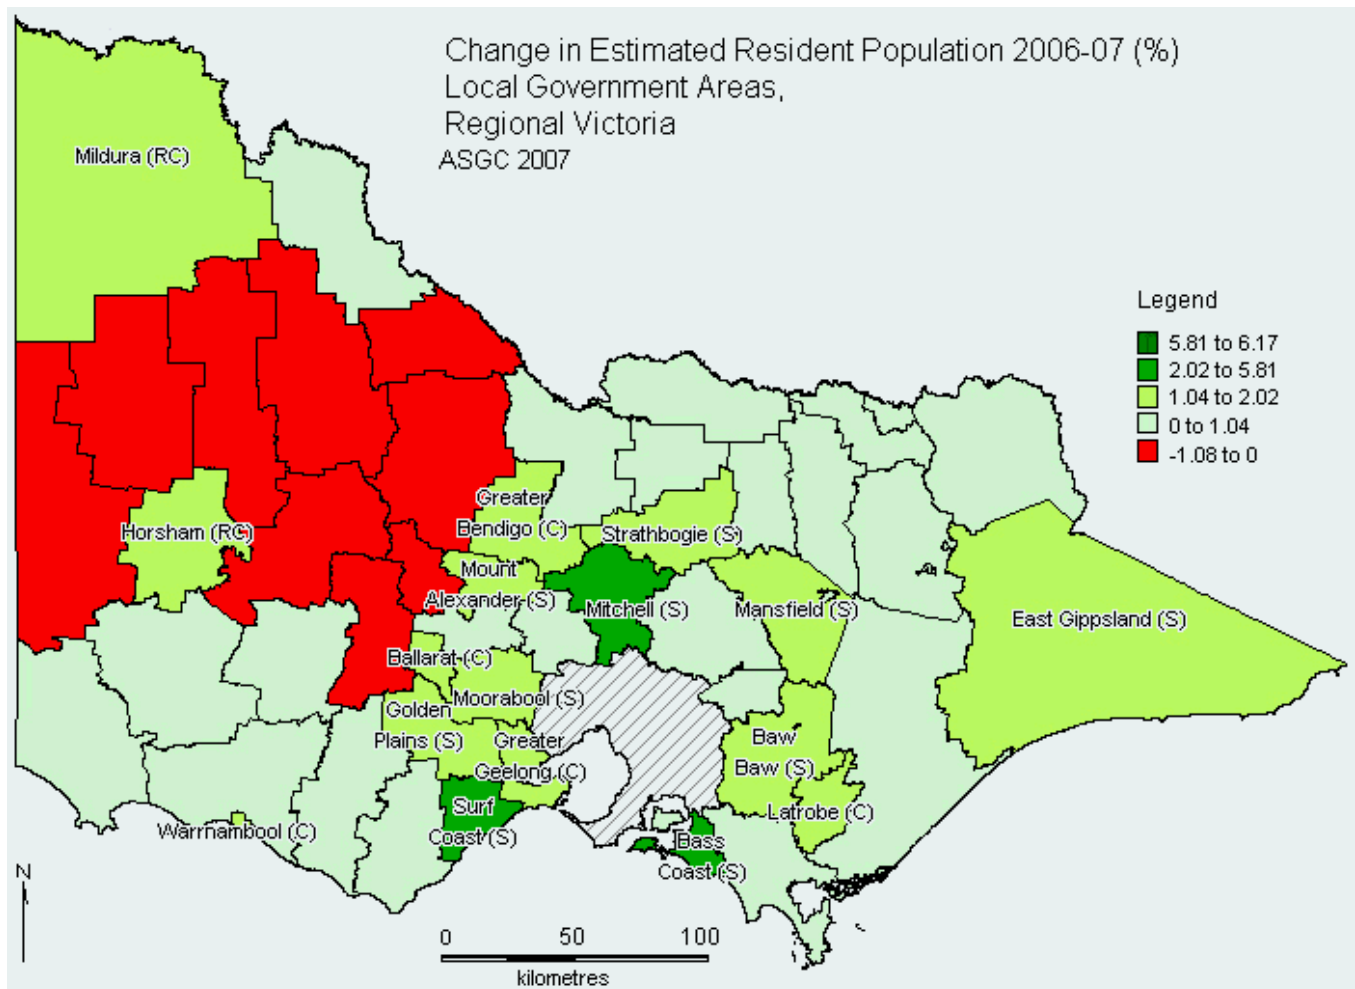 Change in Estimated Resident Population 2006-07 (%)
Local Government Areas,
Regional Victoria
ASGC 2007
Mildura (RC)
Legend
5.81 to 6.17
2.02 to 5.81
1.04 to 2.02
0 to 1.04
-1.08 to 0
Greater
Bendigo (C)
Horsham (RC)
Strathbogie (S)
Mount
Alexander (S)
Mitchell (S)
Mansfield (S)
East Gippsland (S)
Ballarat (C)
Moorabool (S)
Golden
Plains (S)
Greater
Geelong (C)
Baw
Baw (S)
Latrobe (C)
Surf
Coast (S)
Warrnambool (C)
Bass
Coast (S)
N
0 50 100
kilometres